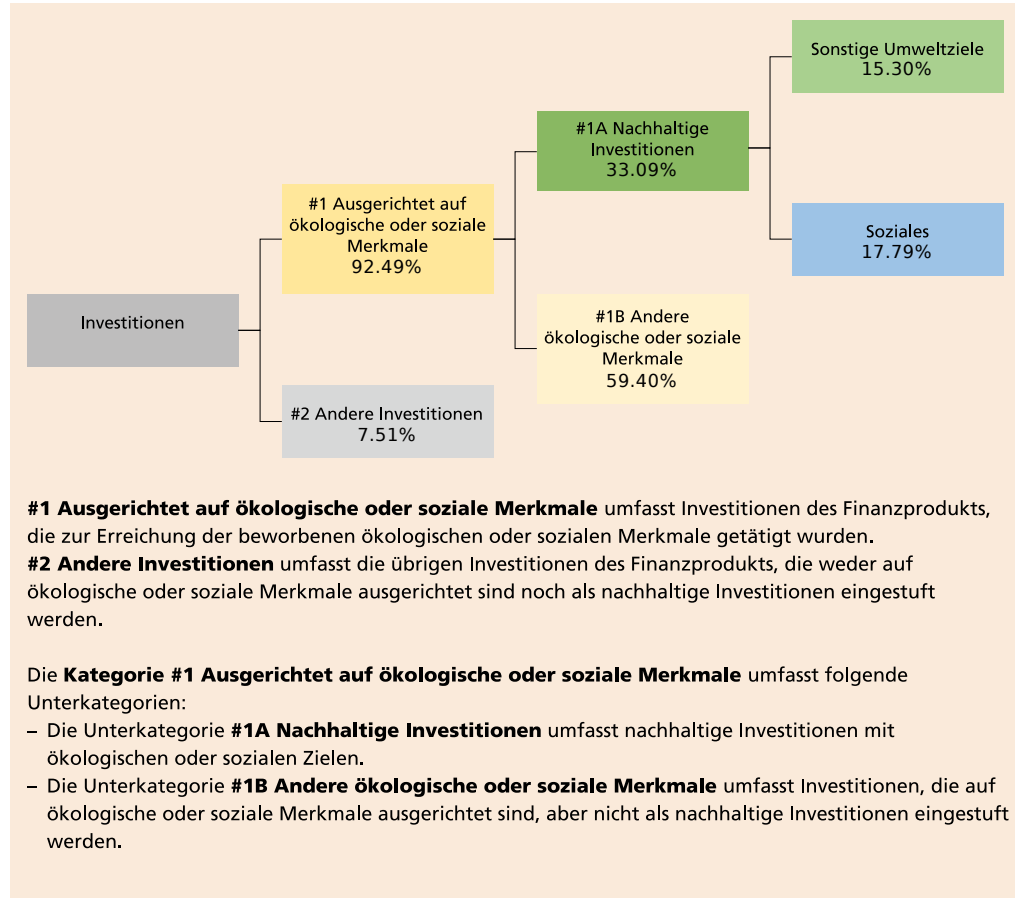 Sonstige Umweltziele
15.30%
#1A Nachhaltige
Investitionen
33.09%
#1 Ausgerichtet auf
ökologische oder soziale
Merkmale
92.49%
Soziales
17.79%
Investitionen
#1B Andere
ökologische oder soziale
Merkmale
59.40%
#2 Andere Investitionen
7.51%
#1 Ausgerichtet auf ökologische oder soziale Merkmale umfasst Investitionen des Finanzprodukts,
die zur Erreichung der beworbenen ökologischen oder sozialen Merkmale getätigt wurden.
#2 Andere Investitionen umfasst die übrigen Investitionen des Finanzprodukts, die weder auf
ökologische oder soziale Merkmale ausgerichtet sind noch als nachhaltige Investitionen eingestuft
werden.
Die Kategorie #1 Ausgerichtet auf ökologische oder soziale Merkmale umfasst folgende
Unterkategorien:
– Die Unterkategorie #1A Nachhaltige Investitionen umfasst nachhaltige Investitionen mit
ökologischen oder sozialen Zielen.
– Die Unterkategorie #1B Andere ökologische oder soziale Merkmale umfasst Investitionen, die auf
ökologische oder soziale Merkmale ausgerichtet sind, aber nicht als nachhaltige Investitionen eingestuft
werden.